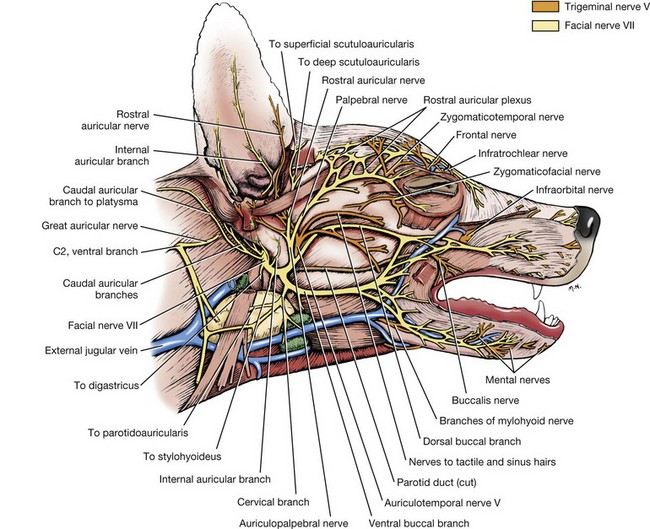 Trigeminal nerve V
Facial nerve VII
To superficial scutuloauricularis
To deep scutuloauricularis
Rostral auricular nerve
Palpebral nerve
Rostral auricular plexus
Zygomaticotemporal nerve
Frontal nerve
Infratrochlear nerve
Zygomaticofacial nerve
Infraorbital nerve
Rostral
auricular nerve
Internal
auricular branch
Caudal auricular
branch to platysma
Great auricular nerve
C2, ventral branch
Caudal auricular
branches
Facial nerve VII
External jugular vein
To digastricus
To parotidoauricularis
To stylohyoideus
Internal auricular branch
Cervical branch
Auriculopalpebral nerve
Mental nerves
Buccalis nerve
Branches of mylohyoid nerve
Dorsal buccal branch
Nerves to tactile and sinus hairs
Parotid duct (cut)
Auriculotemporal nerve V
Ventral buccal branch